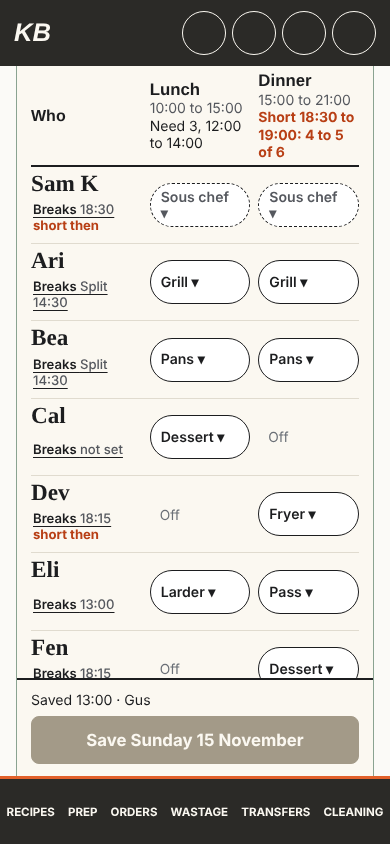 KB
Who
Lunch
10:00 to 15:00
Need 3, 12:00
to 14:00
Dinner
15:00 to 21:00
Short 18:30 to
19:00: 4 to 5
of 6
Sam K
Breaks 18:30
short then
Sous chef
▾
Sous chef
▾
Ari
Breaks Split
14:30
Grill ▾
Grill ▾
Bea
Breaks Split
14:30
Pans ▾
Pans ▾
Cal
Breaks not set
Dessert ▾
Off
Dev
Breaks 18:15
short then
Off
Fryer ▾
Eli
Breaks 13:00
Larder ▾
Pass ▾
Fen
Breaks 18:15
Off
Dessert ▾
Saved 13:00 · Gus
Save Sunday 15 November
RECIPES PREP ORDERS WASTAGE TRANSFERS CLEANING